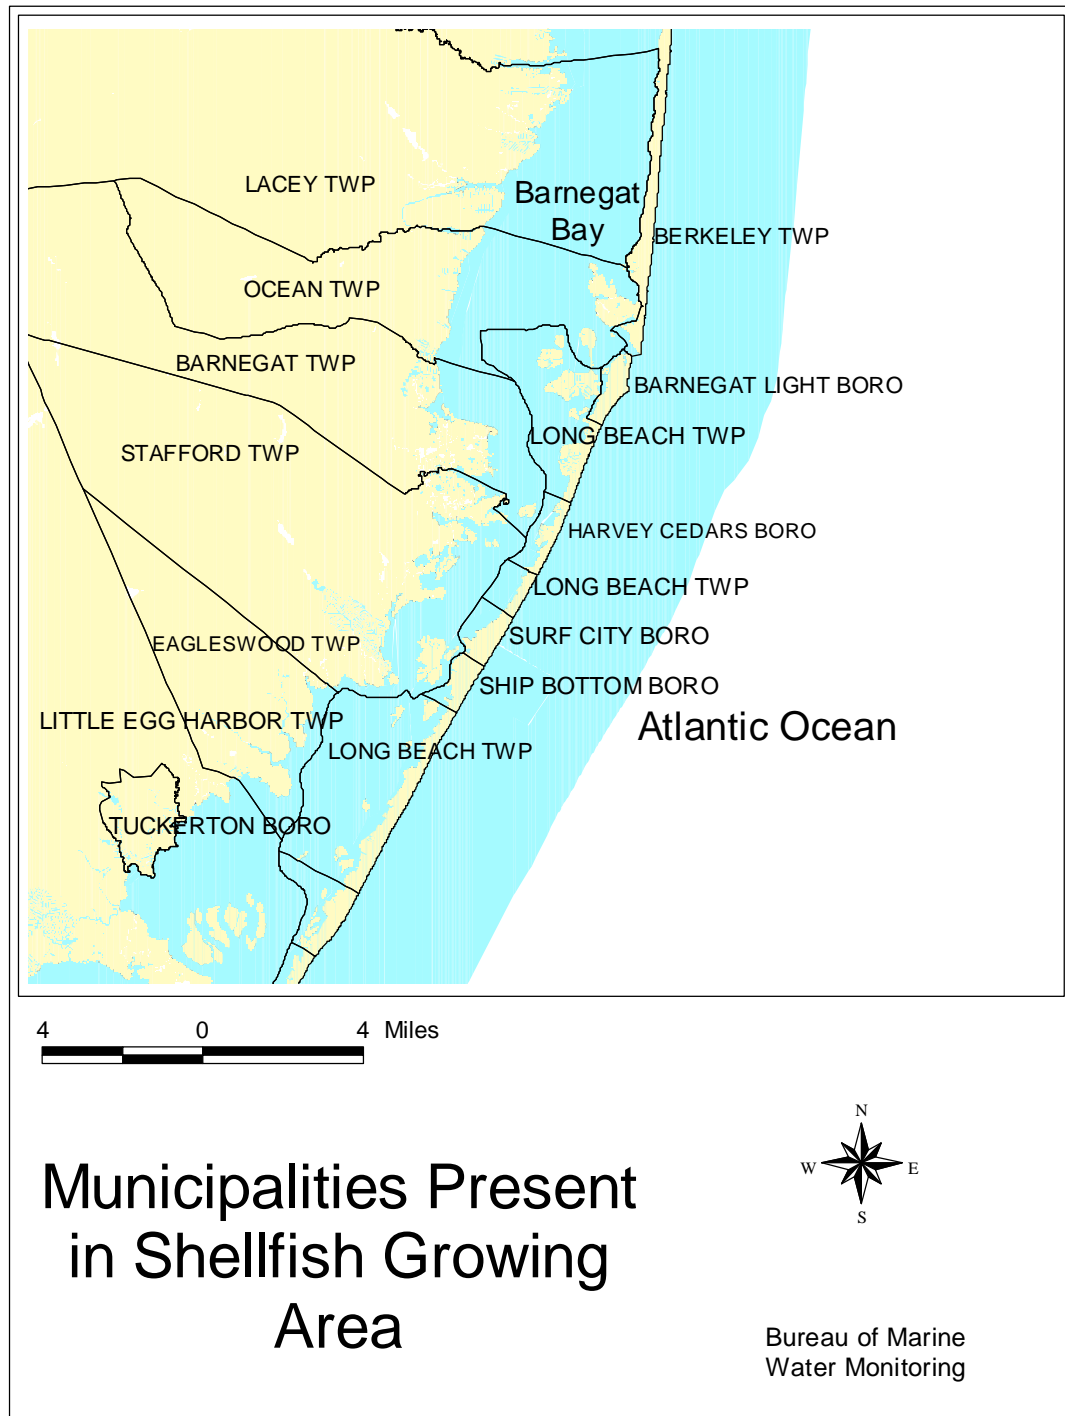 LACEY TWP
Barnegat
Bay
BERKELEY TWP
OCEAN TWP
BARNEGAT TWP
BARNEGAT LIGHT BORO
LONG BEACH TWP
STAFFORD TWP
HARVEY CEDARS BORO
LONG BEACH TWP
SURF CITY BORO
EAGLESWOOD TWP
SHIP BOTTOM BORO
LITTLE EGG HARBOR TWP
Atlantic Ocean
LONG BEACH TWP
TUCKERTON BORO
4 0 4 Miles
N
W E
S
Municipalities Present
in Shellfish Growing
Area
Bureau of Marine
Water Monitoring